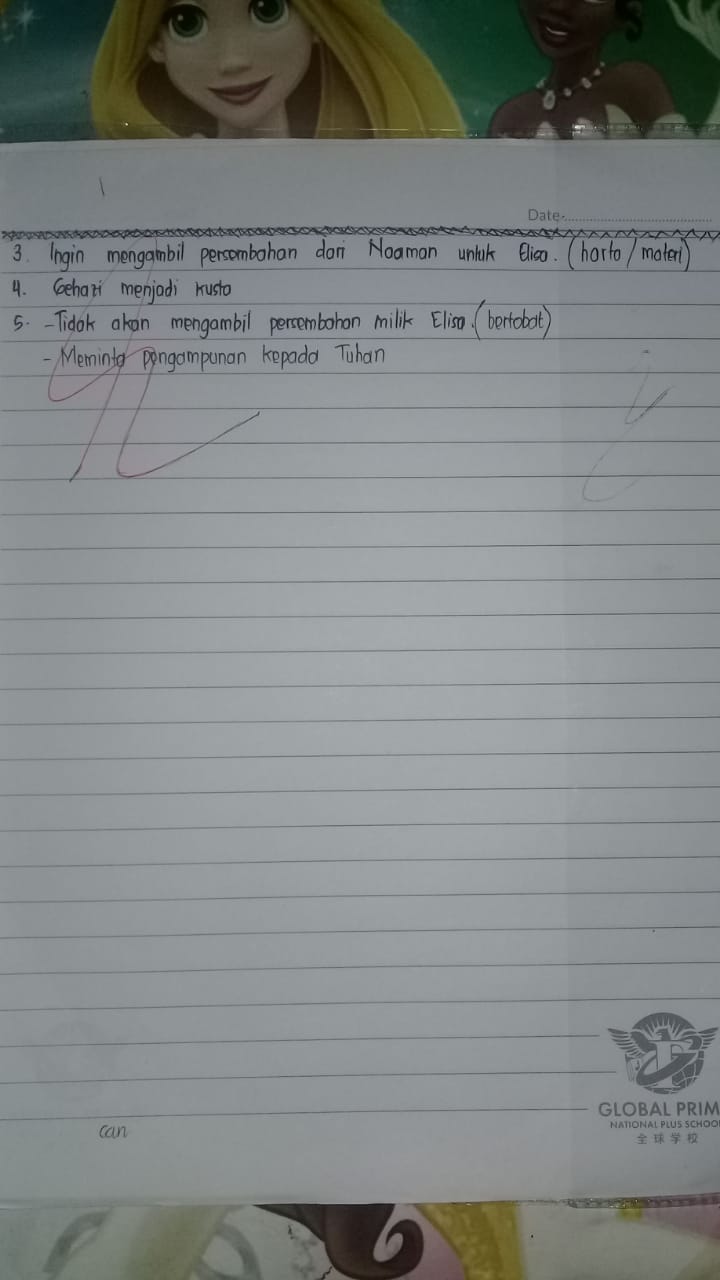 Date
3. Ingin mengambil persembahan dari Naaman untuk Elisa. (harta / materi)
4. Gehazi menjadi kusta
5. - Tidak akan mengambil persembahan milik Elisa. (bertobat)
- Meminta pengampunan kepada Tuhan
GLOBAL PRIM
NATIONAL PLUS SCHOO
全球学校
can